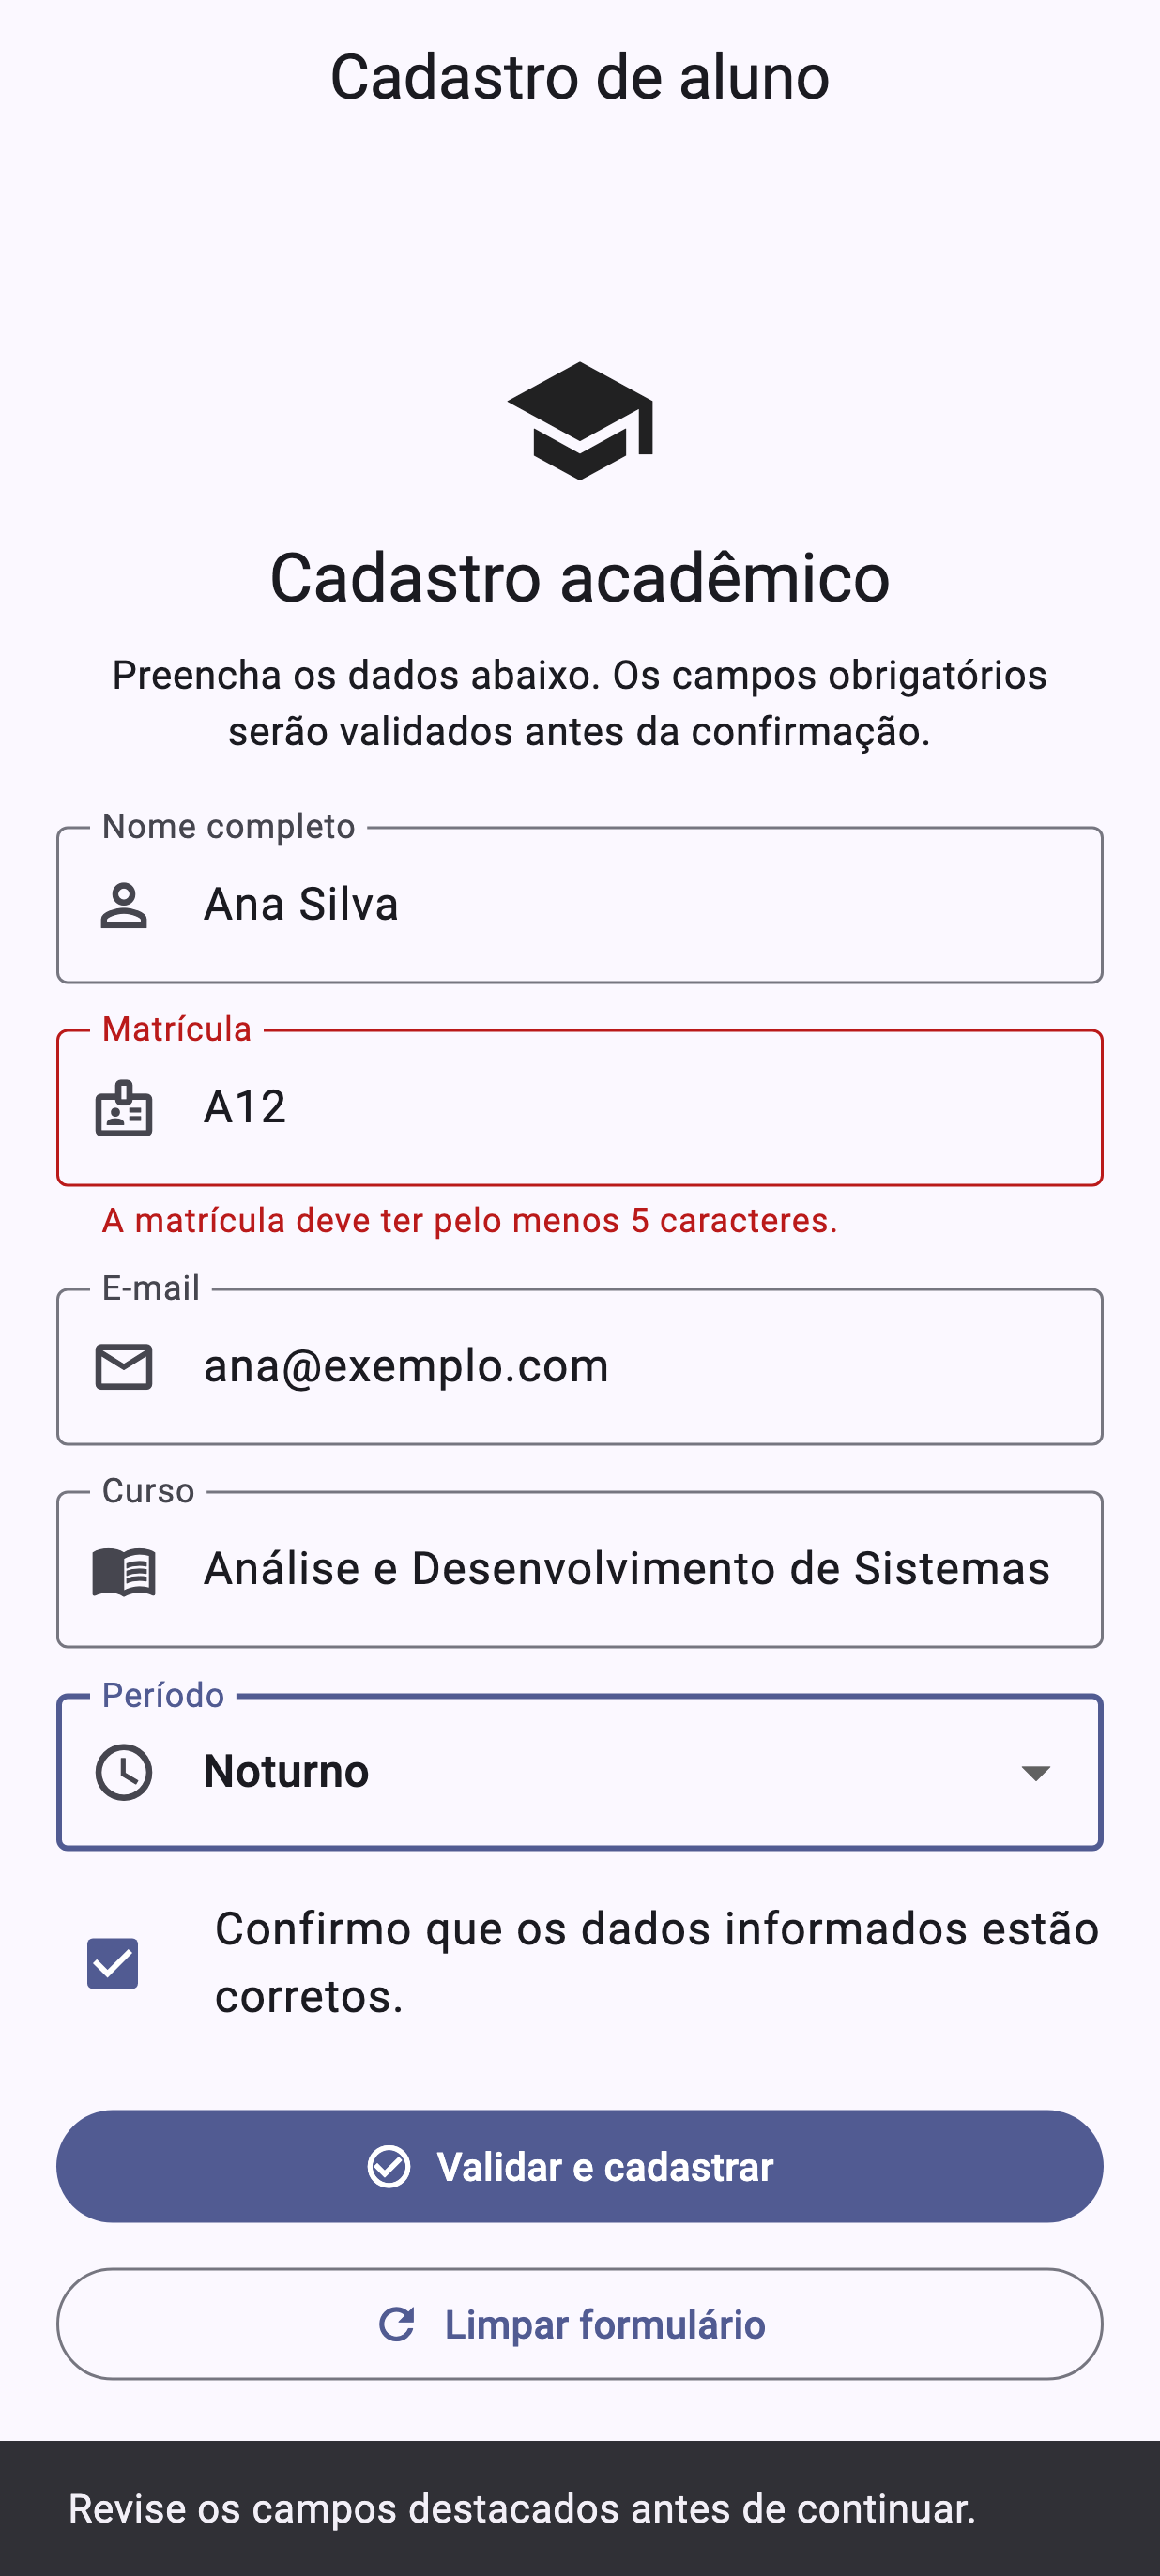 Cadastro de aluno
Cadastro acadêmico
Preencha os dados abaixo. Os campos obrigatórios
serão validados antes da confirmação.
Nome completo
Ana Silva
Matrícula
A12
A matrícula deve ter pelo menos 5 caracteres.
E-mail
ana@exemplo.com
Curso
Análise e Desenvolvimento de Sistemas
Período
Noturno
Confirmo que os dados informados estão
corretos.
Validar e cadastrar
Limpar formulário
Revise os campos destacados antes de continuar.